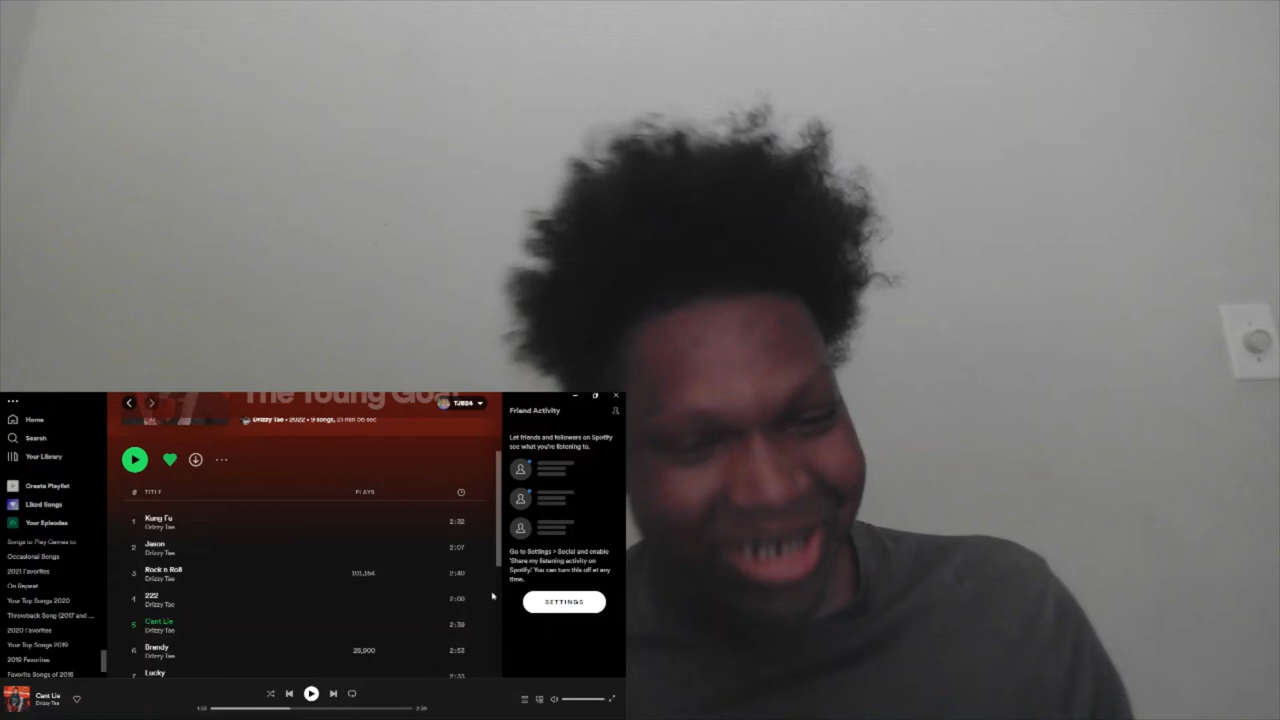 The Young Goat
TJB24
Drizzy Tae • 2022 • 9 songs, 21 min 56 sec
Home
Search
Your Library
Create Playlist
Liked Songs
Your Episodes
Songs to Play Games to
Occasional Songs
2021 Favorites
On Repeat
Your Top Songs 2020
Throwback Song (2017 and ...
2020 Favorites
Your Top Songs 2019
2019 Favorites
Favorite Songs of 2018
# TITLE PLAYS
1 Kung Fu 2:32
Drizzy Tae
2 Jason 2:07
Drizzy Tae
3 Rock n Roll 101,164 2:40
Drizzy Tae
4 222 2:00
Drizzy Tae
5 Cant Lie 2:39
Drizzy Tae
6 Brandy 28,900 2:53
Drizzy Tae
7 Lucky 2:33
Friend Activity
Let friends and followers on Spotify
see what you're listening to.
Go to Settings > Social and enable
'Share my listening activity on
Spotify.' You can turn this off at any
time.
SETTINGS
Cant Lie
Drizzy Tae
2:39